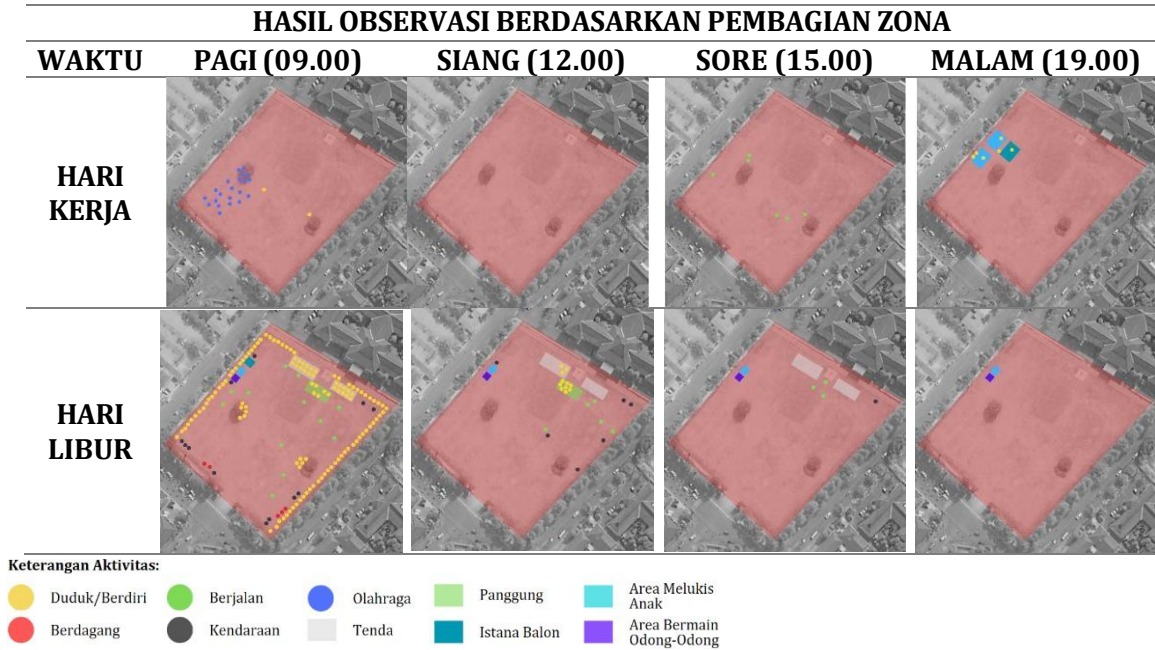 HASIL OBSERVASI BERDASARKAN PEMBAGIAN ZONA
WAKTU PAGI (09.00) SIANG (12.00) SORE (15.00) MALAM (19.00)
HARI
KERJA
HARI
LIBUR
Keterangan Aktivitas:
Duduk/Berdiri Berjalan Olahraga Panggung Area Melukis
Anak
Berdagang Kendaraan Tenda Istana Balon Area Bermain
Odong-Odong